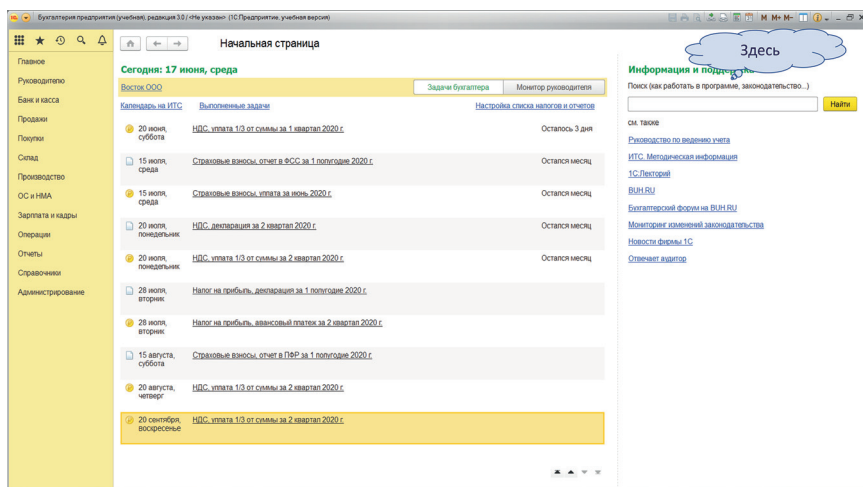 Бухгалтерия предприятия (учебная), редакция 3.0 / <Не указан> (1С:Предприятие, учебная версия)
M M+ M-
Начальная страница
Здесь
Главное
Руководителю
Банк и касса
Продажи
Покупки
Склад
Производство
ОС и НМА
Зарплата и кадры
Операции
Отчеты
Справочники
Администрирование
Сегодня: 17 июня, среда
Восток ООО
Задачи бухгалтера
Монитор руководителя
Календарь на ИТС
Выполненные задачи
Настройка списка налогов и отчетов
20 июня, НДС, уплата 1/3 от суммы за 1 квартал 2020 г. Осталось 3 дня
суббота
15 июля, Страховые взносы, отчет в ФСС за 1 полугодие 2020 г. Остался месяц
среда
15 июля, Страховые взносы, уплата за июнь 2020 г. Остался месяц
среда
20 июля, НДС, декларация за 2 квартал 2020 г. Остался месяц
понедельник
20 июля, НДС, уплата 1/3 от суммы за 2 квартал 2020 г. Остался месяц
понедельник
28 июля, Налог на прибыль, декларация за 1 полугодие 2020 г.
вторник
28 июля, Налог на прибыль, авансовый платеж за 2 квартал 2020 г.
вторник
15 августа, Страховые взносы, отчет в ПФР за 1 полугодие 2020 г.
суббота
20 августа, НДС, уплата 1/3 от суммы за 2 квартал 2020 г.
четверг
20 сентября, НДС, уплата 1/3 от суммы за 2 квартал 2020 г.
воскресенье
Информация и
Поиск (как работать в программе, законодательство...)
Найти
см. также
Руководство по ведению учета
ИТС. Методическая информация
1С:Лекторий
BUH.RU
Бухгалтерский форум на BUH.RU
Мониторинг изменений законодательства
Новости фирмы 1С
Отвечает аудитор